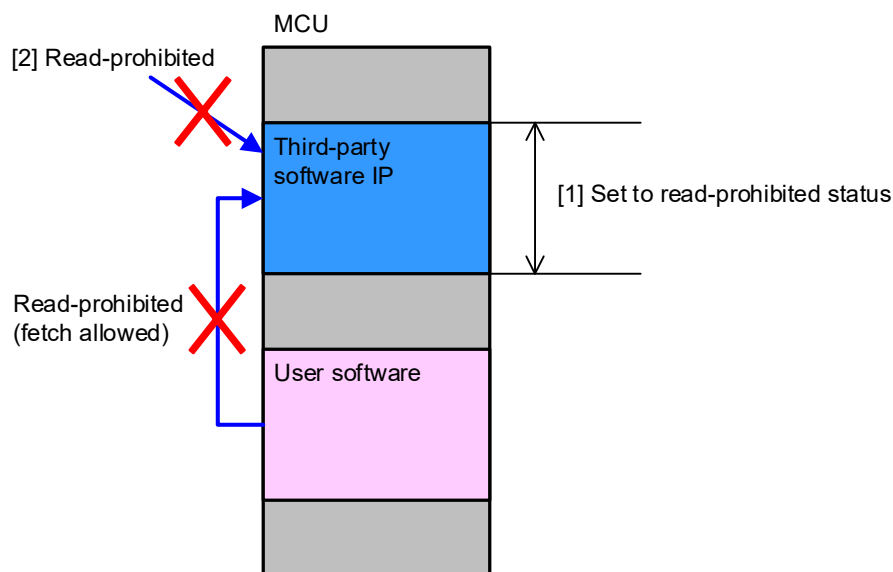 MCU
[2] Read-prohibited
Third-party
software IP
[1] Set to read-prohibited status
Read-prohibited
(fetch allowed)
User software